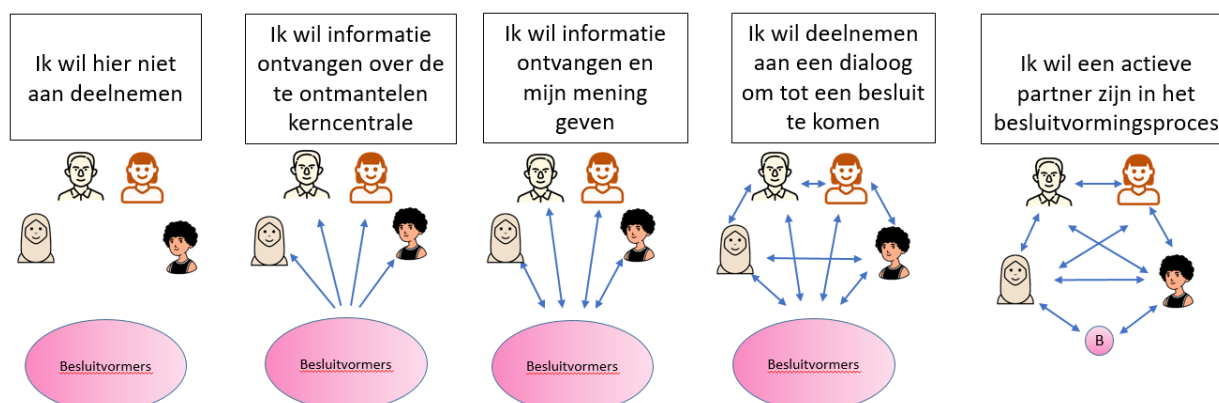 Ik wil hier niet
aan deelnemen
Ik wil informatie
ontvangen over de
te ontmantelen
kerncentrale
Ik wil informatie
ontvangen en
mijn mening
geven
Ik wil deelnemen
aan een dialoog
om tot een besluit
te komen
Ik wil een actieve
partner zijn in het
besluitvormingsproces
Besluitvormers
Besluitvormers
Besluitvormers
Besluitvormers
B